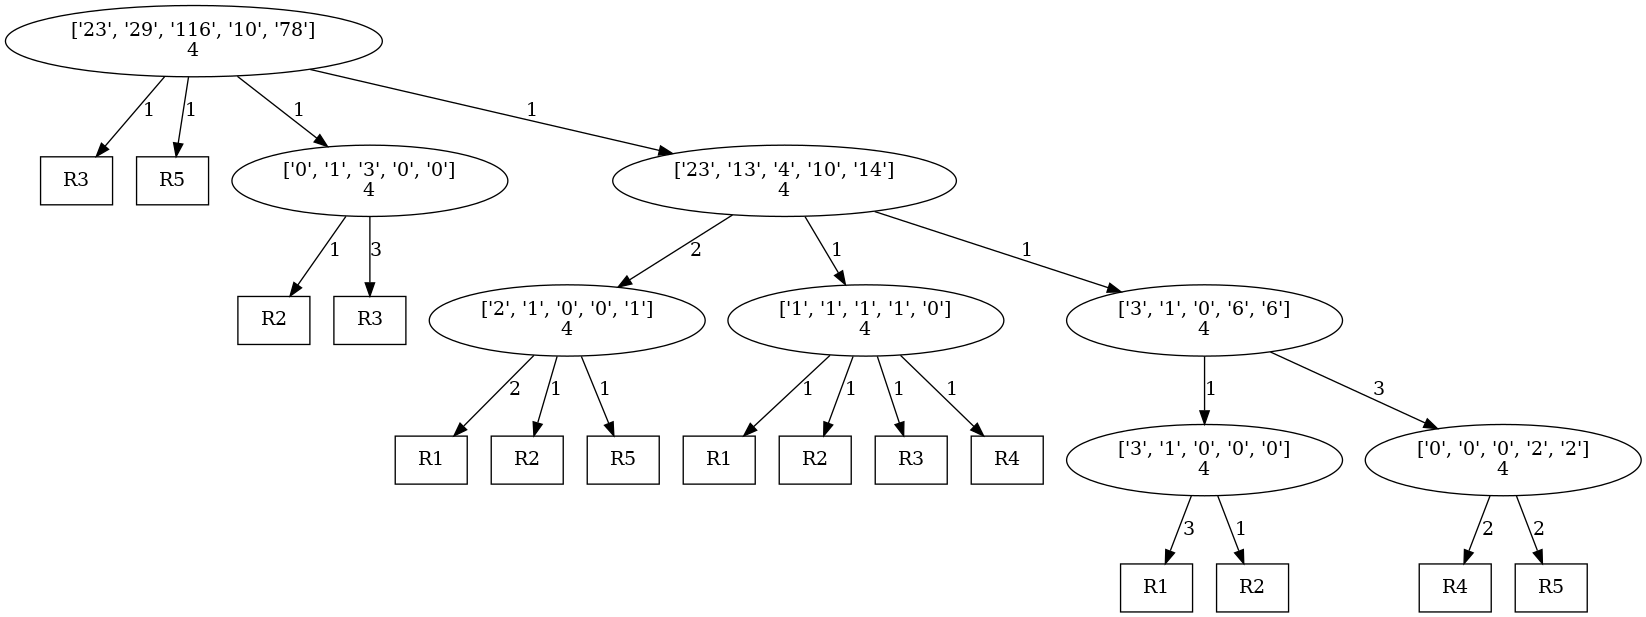 ['23', '29', '116', '10', '78']
4
1
1
1
1
R3
R5
['0', '1', '3', '0', '0']
4
['23', '13', '4', '10', '14']
4
1
3
2
1
1
R2
R3
['2', '1', '0', '0', '1']
4
['1', '1', '1', '1', '0']
4
['3', '1', '0', '6', '6']
4
2
1
1
1
1
1
1
1
3
R1
R2
R5
R1
R2
R3
R4
['3', '1', '0', '0', '0']
4
['0', '0', '0', '2', '2']
4
3
1
2
2
R1
R2
R4
R5